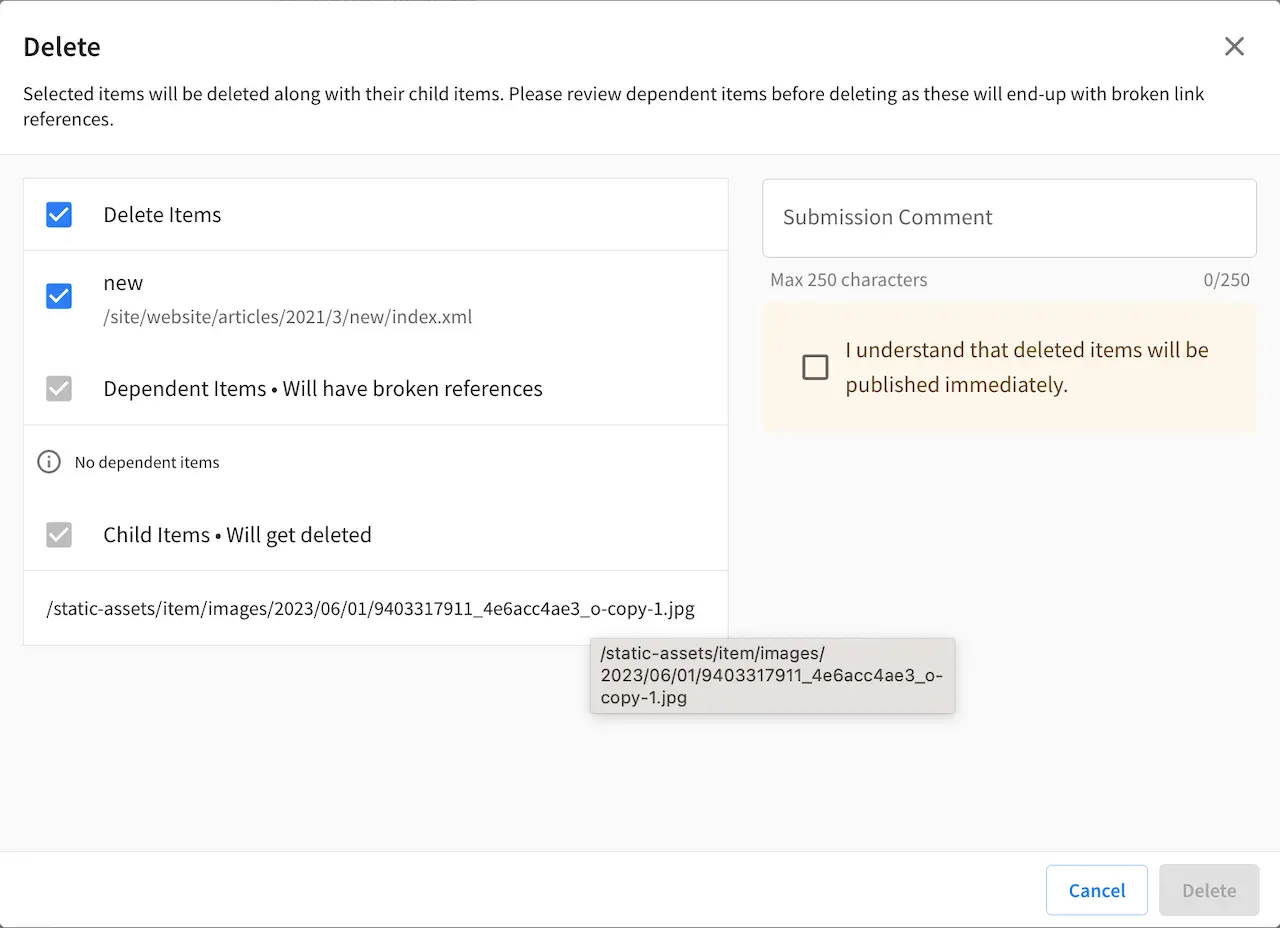 Delete
Selected items will be deleted along with their child items. Please review dependent items before deleting as these will end-up with broken link
references.
Delete Items
new
/site/website/articles/2021/3/new/index.xml
Dependent Items • Will have broken references
No dependent items
Child Items • Will get deleted
/static-assets/item/images/2023/06/01/9403317911_4e6acc4ae3_o-copy-1.jpg
/static-assets/item/images/
2023/06/01/9403317911_4e6acc4ae3_o-
copy-1.jpg
Submission Comment
Max 250 characters
0/250
I understand that deleted items will be
published immediately.
Cancel
Delete